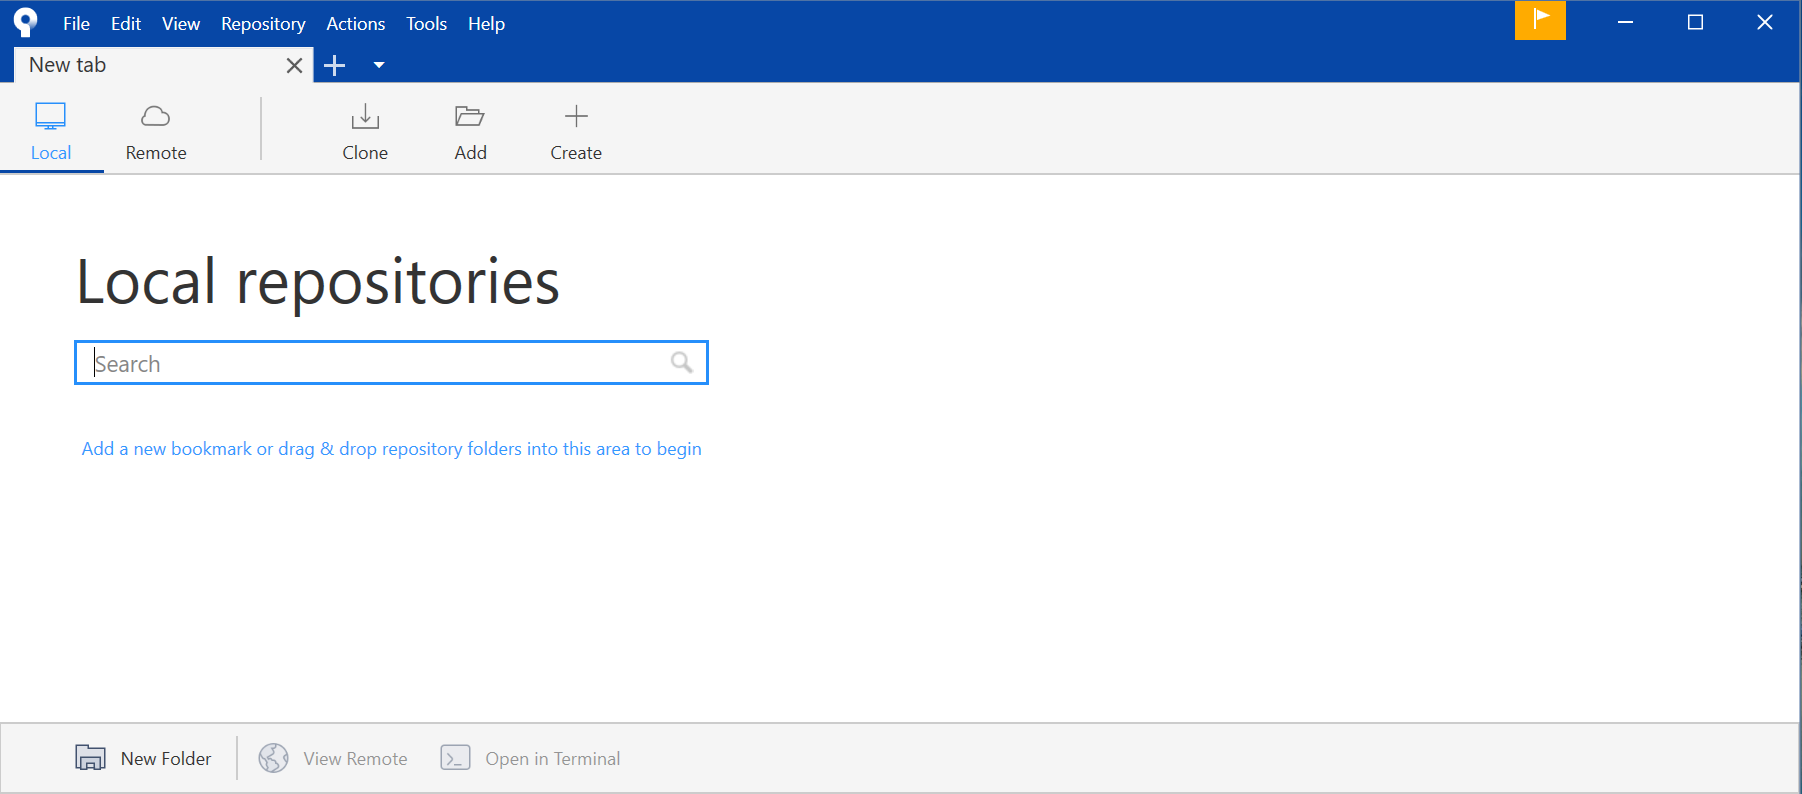 File Edit View Repository Actions Tools Help
New tab
Local Remote Clone Add Create
Local repositories
Search
Add a new bookmark or drag & drop repository folders into this area to begin
New Folder View Remote Open in Terminal